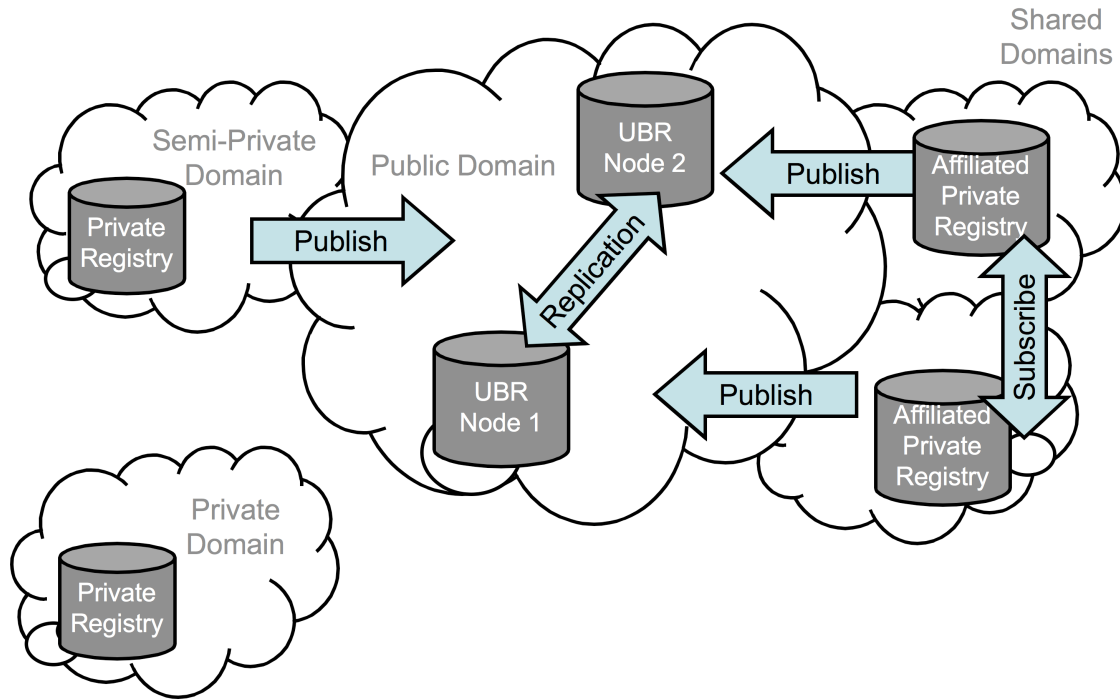 Shared
Domains
Semi-Private
Domain
Public Domain
UBR
Node 2
Publish
Affiliated
Private
Registry
Private
Registry
Publish
Replication
Subscribe
UBR
Node 1
Publish
Affiliated
Private
Registry
Private
Domain
Private
Registry